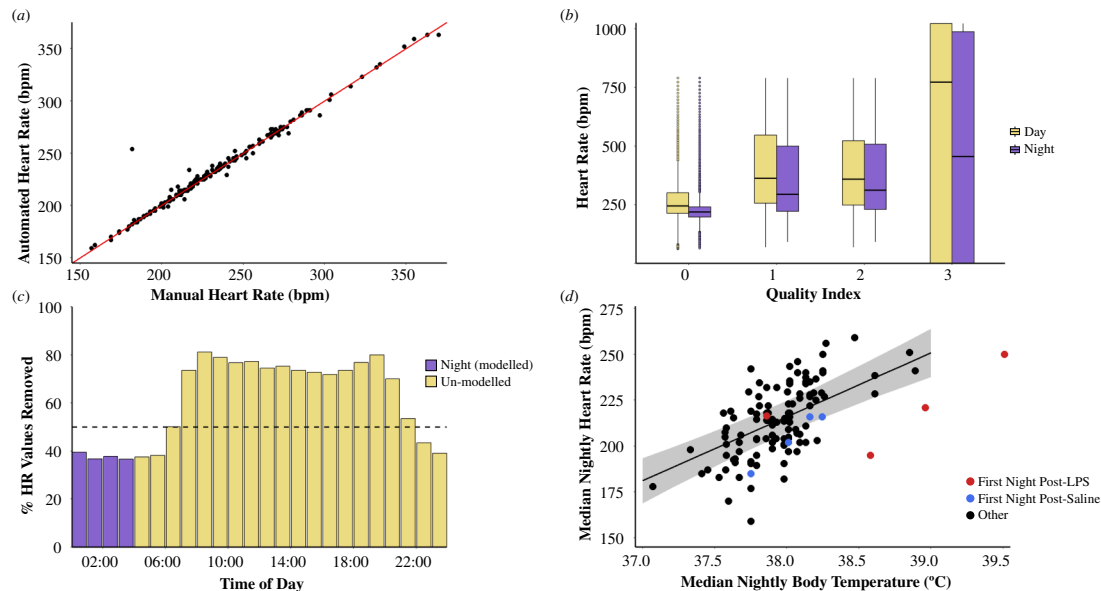 (a)
Automated Heart Rate (bpm)
350
300
250
200
150
150 200 250 300 350
Manual Heart Rate (bpm)
(b)
Heart Rate (bpm)
1000
750
500
250
0 1 2 3
Quality Index
Day
Night
(c)
% HR Values Removed
100
80
60
40
20
0
02:00 06:00 10:00 14:00 18:00 22:00
Time of Day
Night (modelled)
Un-modelled
(d)
Median Nightly Heart Rate (bpm)
275
250
225
200
175
150
37.0 37.5 38.0 38.5 39.0 39.5
Median Nightly Body Temperature (ºC)
First Night Post-LPS
First Night Post-Saline
Other